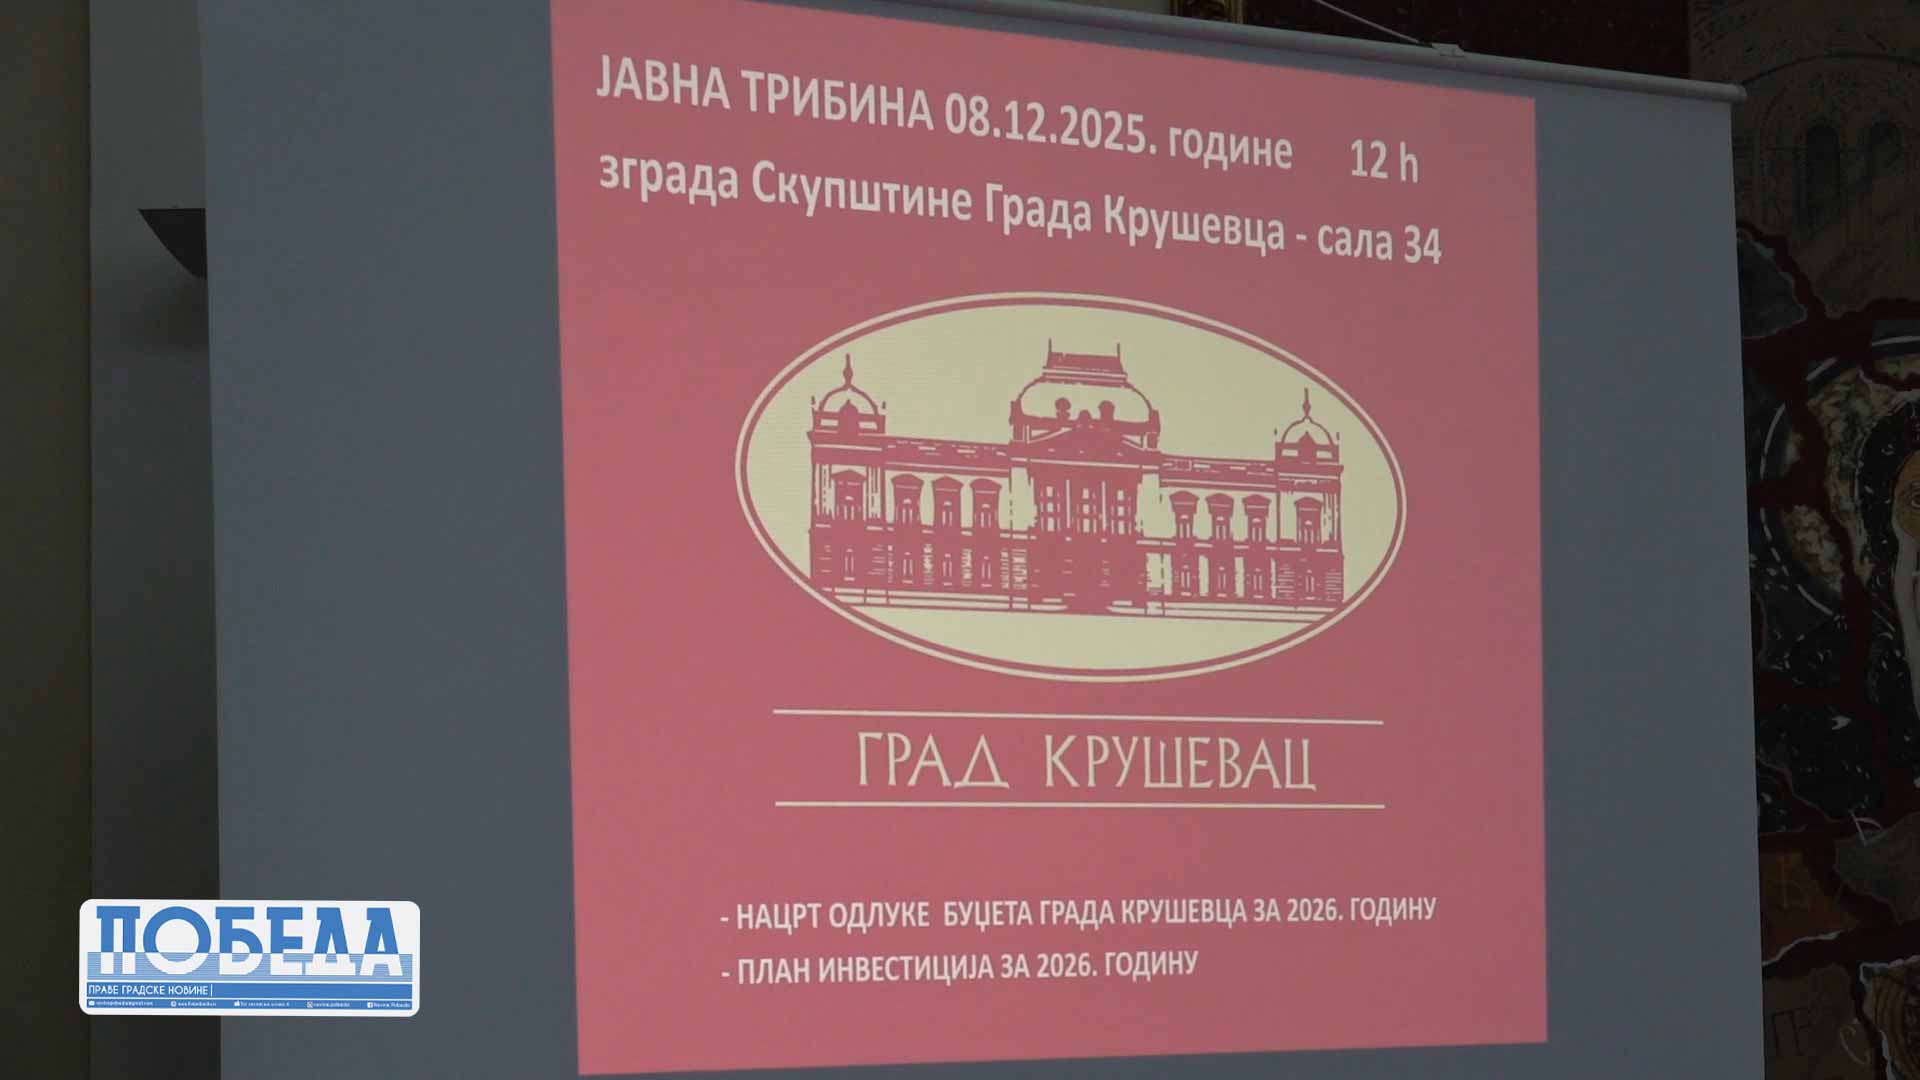 ЈАВНА ТРИБИНА 08.12.2025. године 12 h
зграда Скупштине Града Крушевца - сала 34
ГРАД КРУШЕВАЦ
- НАЦРТ ОДЛУКЕ БУЏЕТА ГРАДА КРУШЕВЦА ЗА 2026. ГОДИНУ
- ПЛАН ИНВЕСТИЦИЈА ЗА 2026. ГОДИНУ
ПОБЕДА
ПРАВЕ ГРАДСКЕ НОВИНЕ